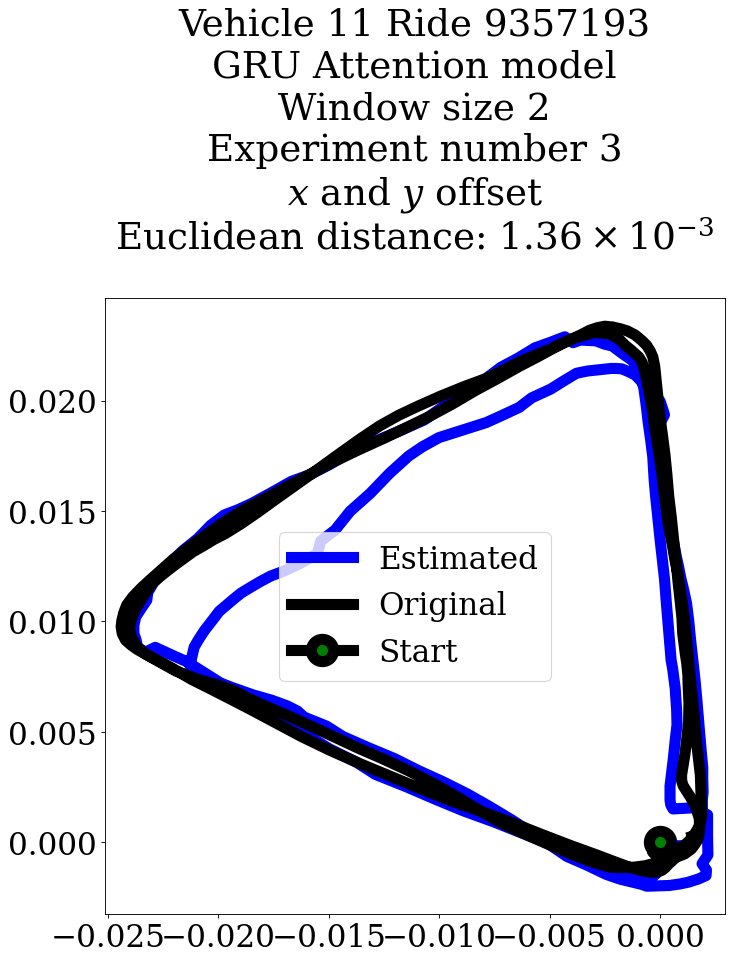 Vehicle 11 Ride 9357193
GRU Attention model
Window size 2
Experiment number 3
x and y offset
Euclidean distance: 1.36 × 10⁻³
0.020
0.015
0.010
0.005
0.000
Estimated
Original
Start
−0.025 −0.020 −0.015 −0.010 −0.005 0.000